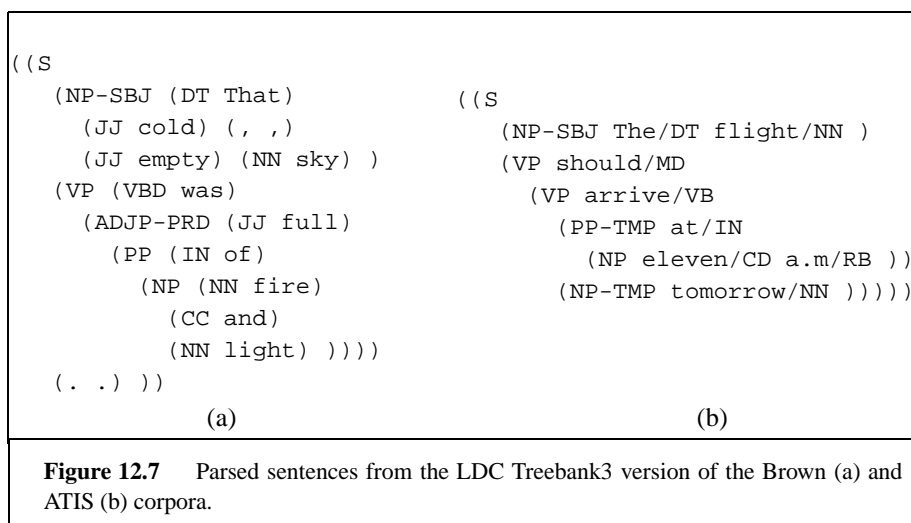 ((S
   (NP-SBJ (DT That)
     (JJ cold) (, ,)
     (JJ empty) (NN sky) )
   (VP (VBD was)
     (ADJP-PRD (JJ full)
       (PP (IN of)
         (NP (NN fire)
           (CC and)
           (NN light) ))))
   (. .) ))
(a)
((S
   (NP-SBJ The/DT flight/NN )
   (VP should/MD
     (VP arrive/VB
       (PP-TMP at/IN
         (NP eleven/CD a.m/RB ))
       (NP-TMP tomorrow/NN )))))
(b)
Figure 12.7 Parsed sentences from the LDC Treebank3 version of the Brown (a) and
ATIS (b) corpora.